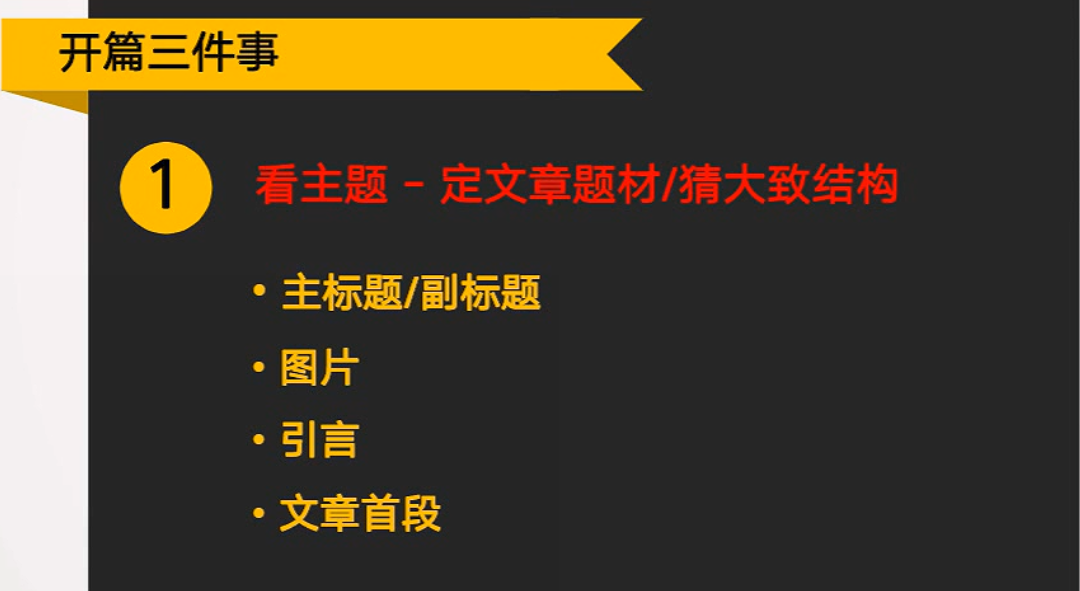 开篇三件事
1
看主题 - 定文章题材/猜大致结构
• 主标题/副标题
• 图片
• 引言
• 文章首段